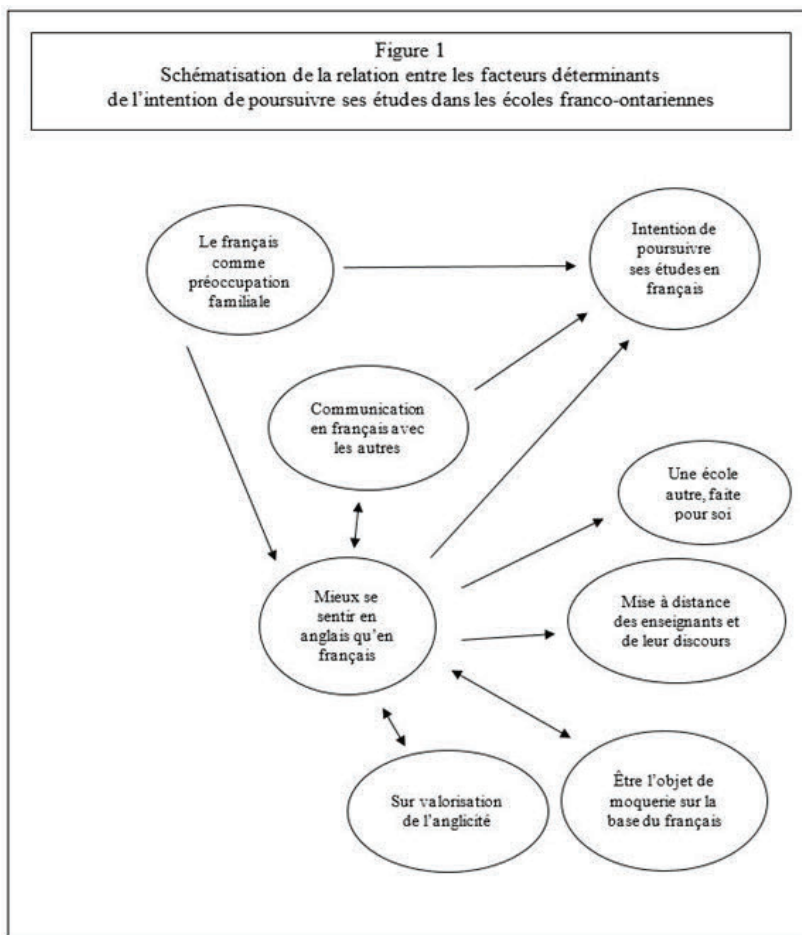 Figure 1
Schématisation de la relation entre les facteurs déterminants
de l'intention de poursuivre ses études dans les écoles franco-ontariennes
Le français
comme
préoccupation
familiale
Intention de
poursuivre
ses études en
français
Communication
en français avec
les autres
Une école
autre, faite
pour soi
Mieux se
sentir en
anglais qu'en
français
Mise à distance
des enseignants et
de leur discours
Sur valorisation
de l'anglicité
Être l'objet de
moquerie sur la
base du français